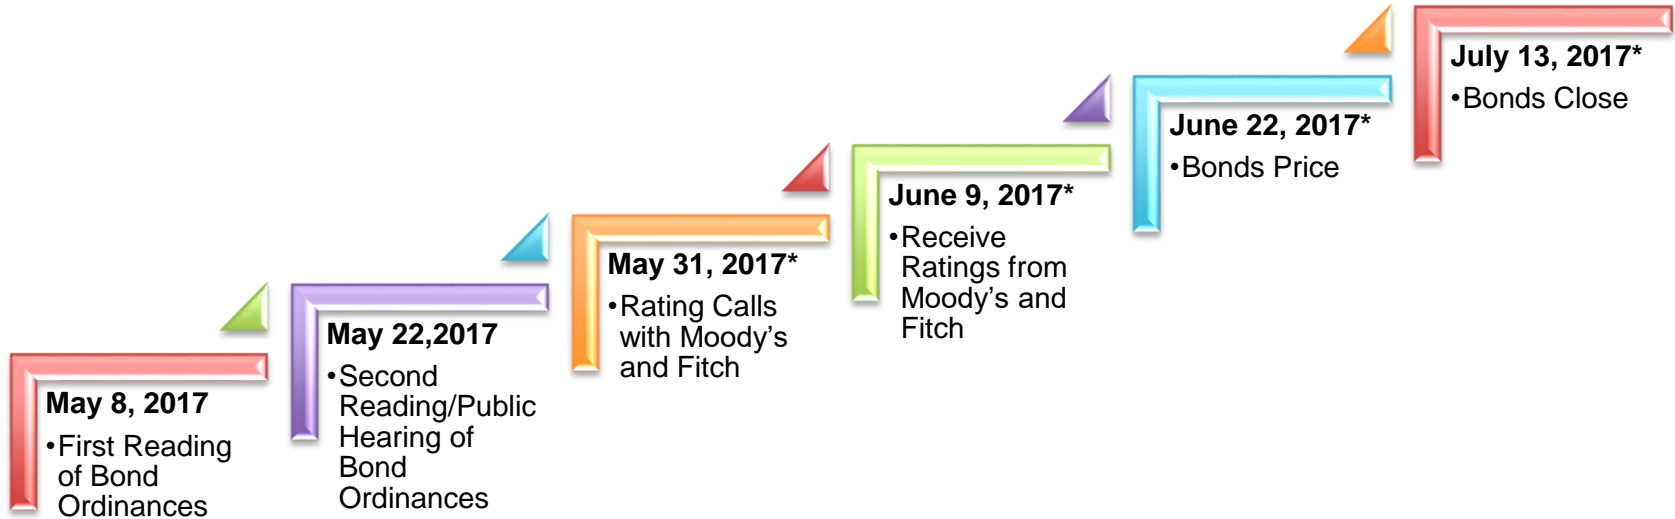 May 8, 2017
•First Reading
of Bond
Ordinances
May 22,2017
•Second
Reading/Public
Hearing of
Bond
Ordinances
May 31, 2017*
•Rating Calls
with Moody’s
and Fitch
June 9, 2017*
•Receive
Ratings from
Moody’s and
Fitch
June 22, 2017*
•Bonds Price
July 13, 2017*
•Bonds Close